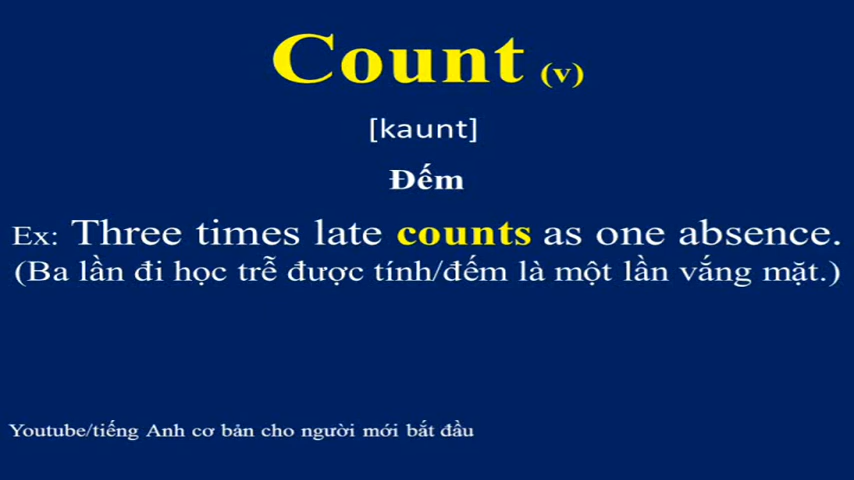 Count (v)
[kaunt]
Đếm
Ex: Three times late counts as one absence.
(Ba lần đi học trễ được tính/đếm là một lần vắng mặt.)
Youtube/tiếng Anh cơ bản cho người mới bắt đầu